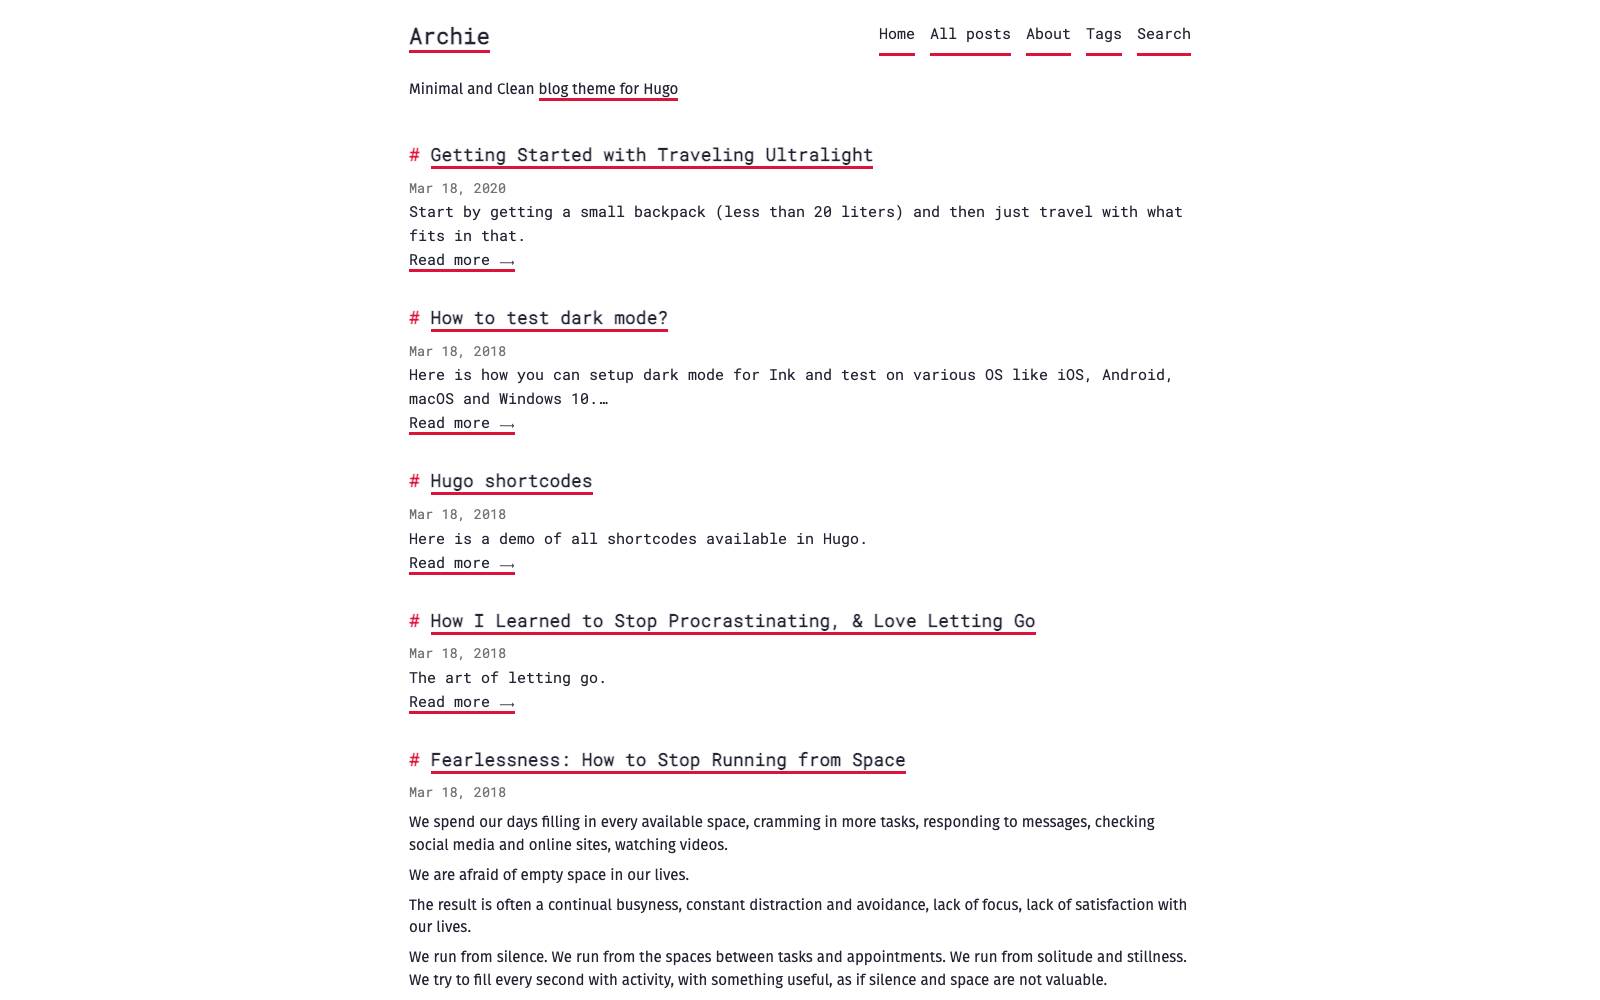 Archie
Home All posts About Tags Search
Minimal and Clean blog theme for Hugo
# Getting Started with Traveling Ultralight
Mar 18, 2020
Start by getting a small backpack (less than 20 liters) and then just travel with what
fits in that.
Read more ⟶
# How to test dark mode?
Mar 18, 2018
Here is how you can setup dark mode for Ink and test on various OS like iOS, Android,
macOS and Windows 10.…
Read more ⟶
# Hugo shortcodes
Mar 18, 2018
Here is a demo of all shortcodes available in Hugo.
Read more ⟶
# How I Learned to Stop Procrastinating, & Love Letting Go
Mar 18, 2018
The art of letting go.
Read more ⟶
# Fearlessness: How to Stop Running from Space
Mar 18, 2018
We spend our days filling in every available space, cramming in more tasks, responding to messages, checking
social media and online sites, watching videos.
We are afraid of empty space in our lives.
The result is often a continual busyness, constant distraction and avoidance, lack of focus, lack of satisfaction with
our lives.
We run from silence. We run from the spaces between tasks and appointments. We run from solitude and stillness.
We try to fill every second with activity, with something useful, as if silence and space are not valuable.